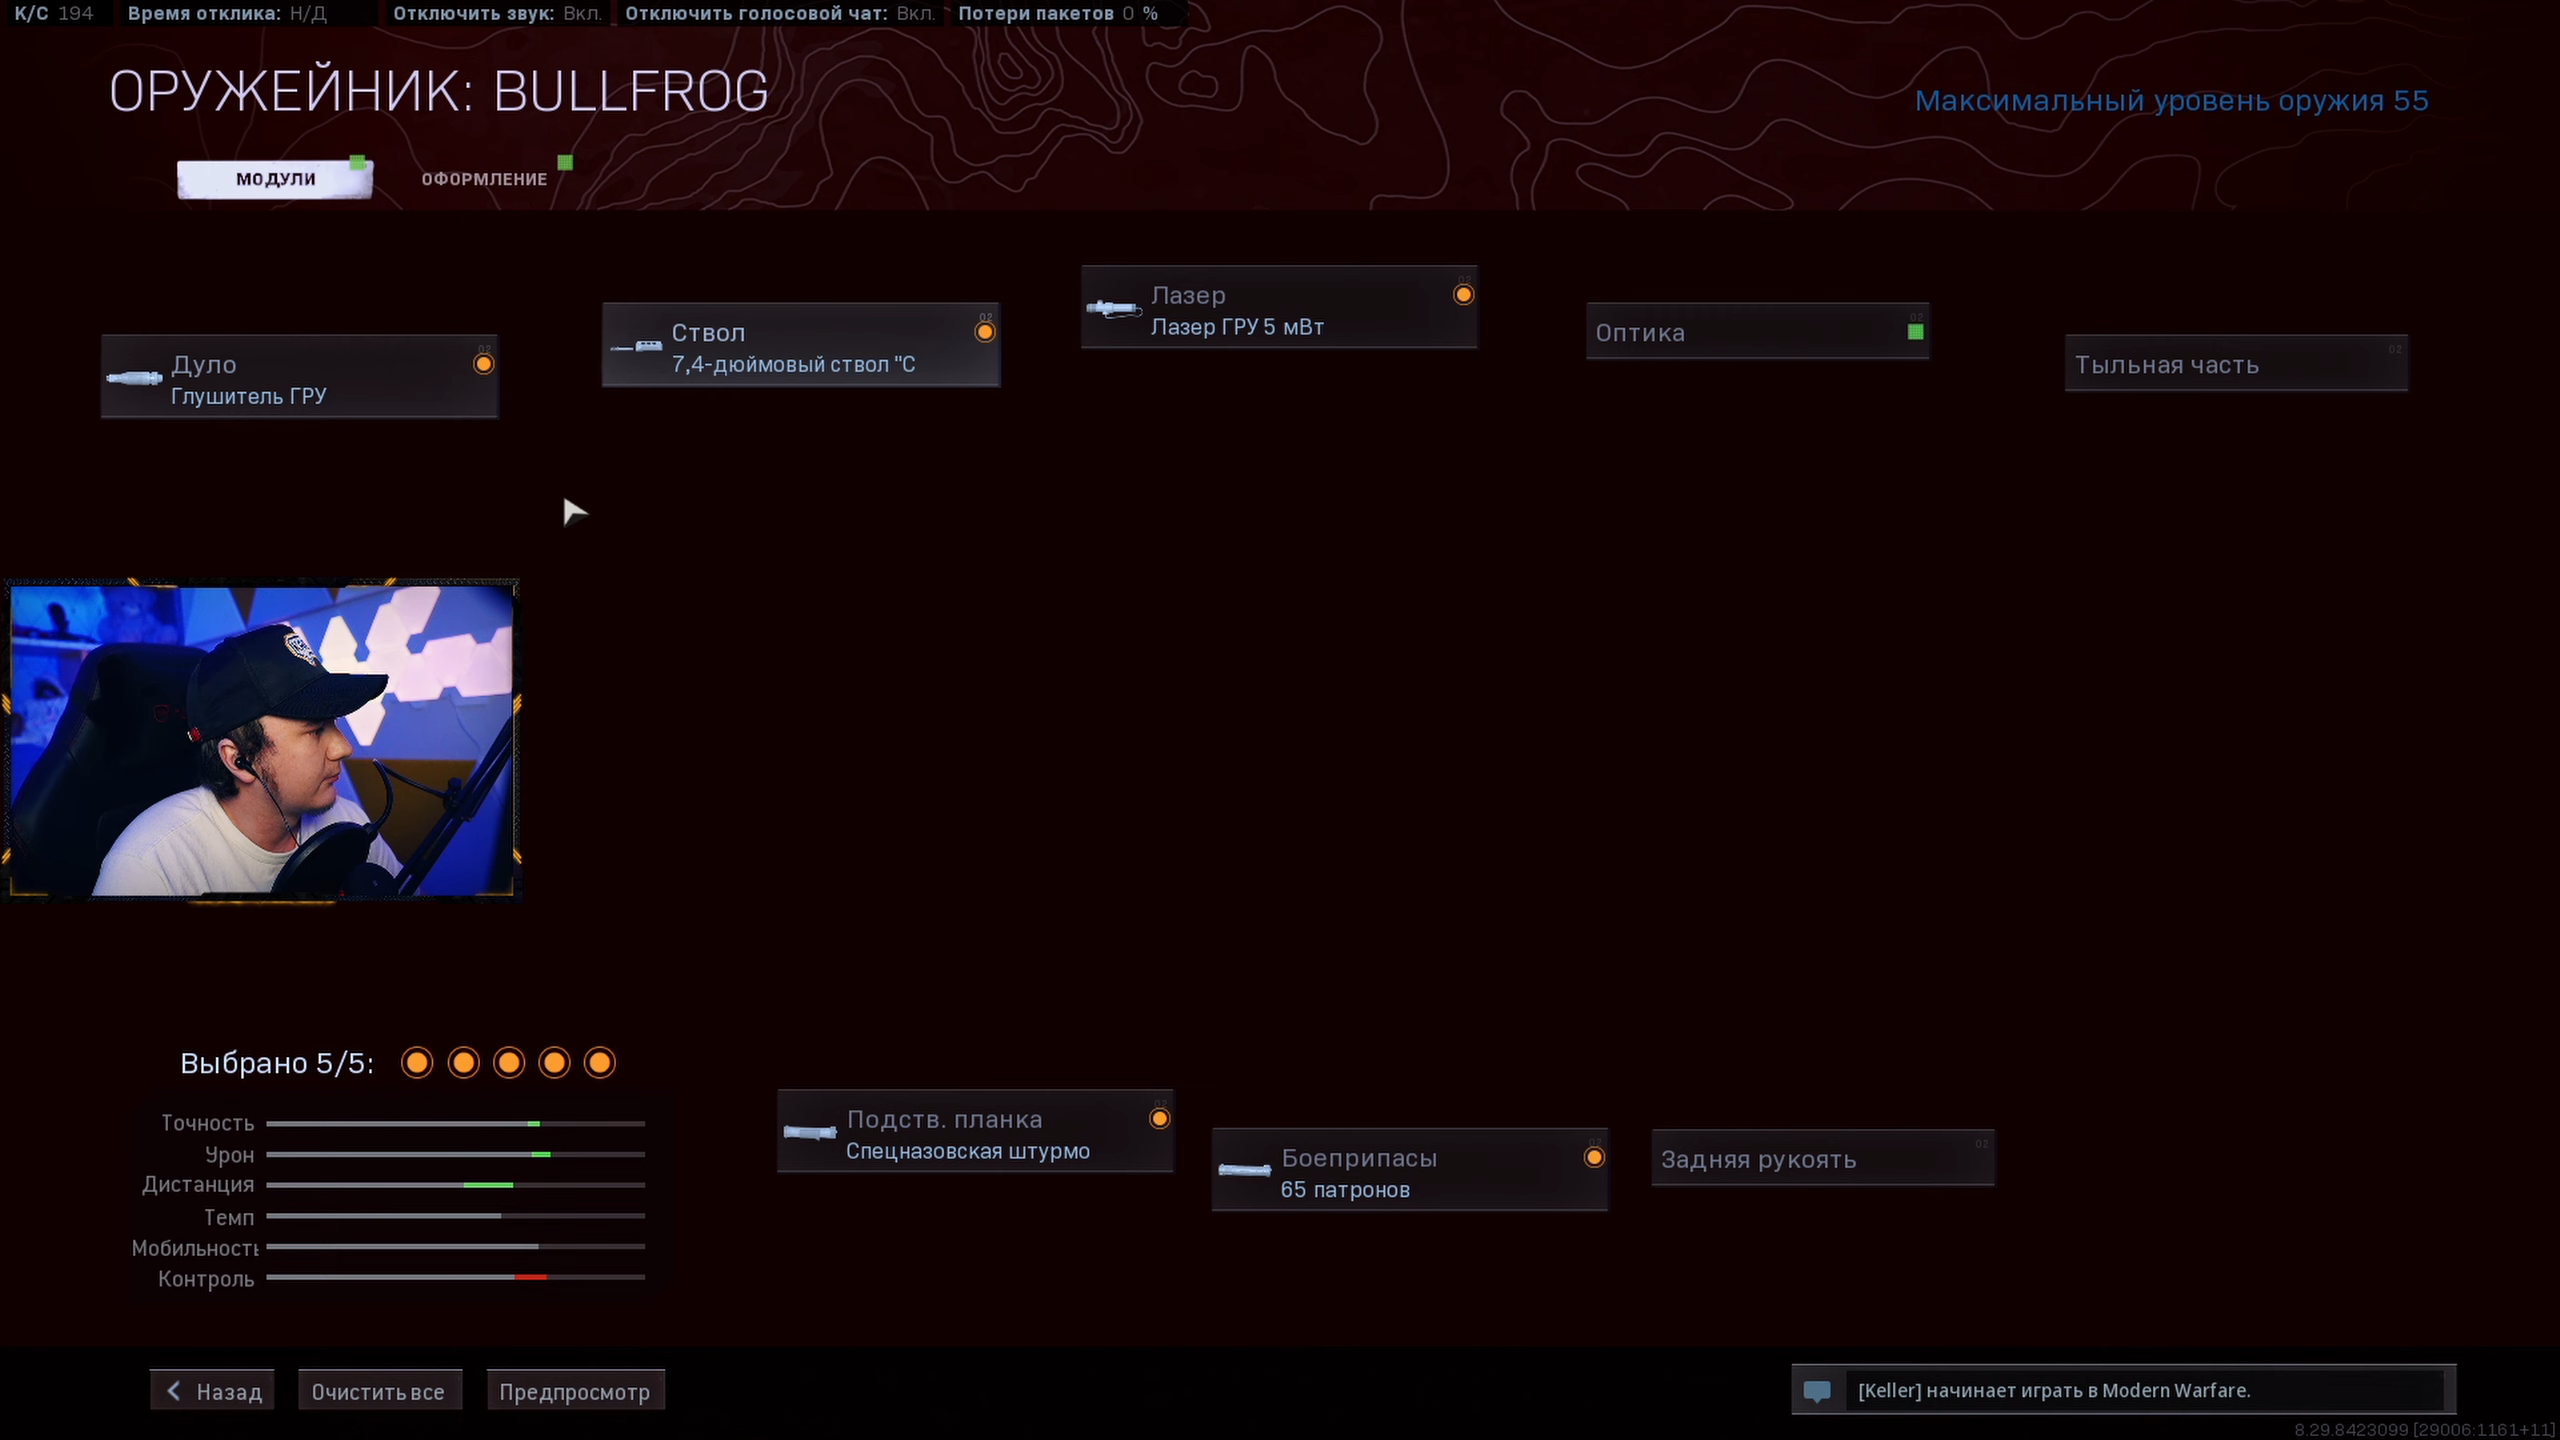 K/C 194 Время отклика: Н/Д Отключить звук: Вкл. Отключить голосовой чат: Вкл. Потери пакетов 0 %
ОРУЖЕЙНИК: BULLFROG
Максимальный уровень оружия 55
МОДУЛИ ОФОРМЛЕНИЕ
Дуло
Глушитель ГРУ
Ствол
7,4-дюймовый ствол "С
Лазер
Лазер ГРУ 5 мВт
Оптика
Тыльная часть
Выбрано 5/5:
Точность
Урон
Дистанция
Темп
Мобильность
Контроль
Подств. планка
Спецназовская штурмо
Боеприпасы
65 патронов
Задняя рукоять
Назад
Очистить все
Предпросмотр
[Keller] начинает играть в Modern Warfare.
8.29.8423099 [29006:1161+11]